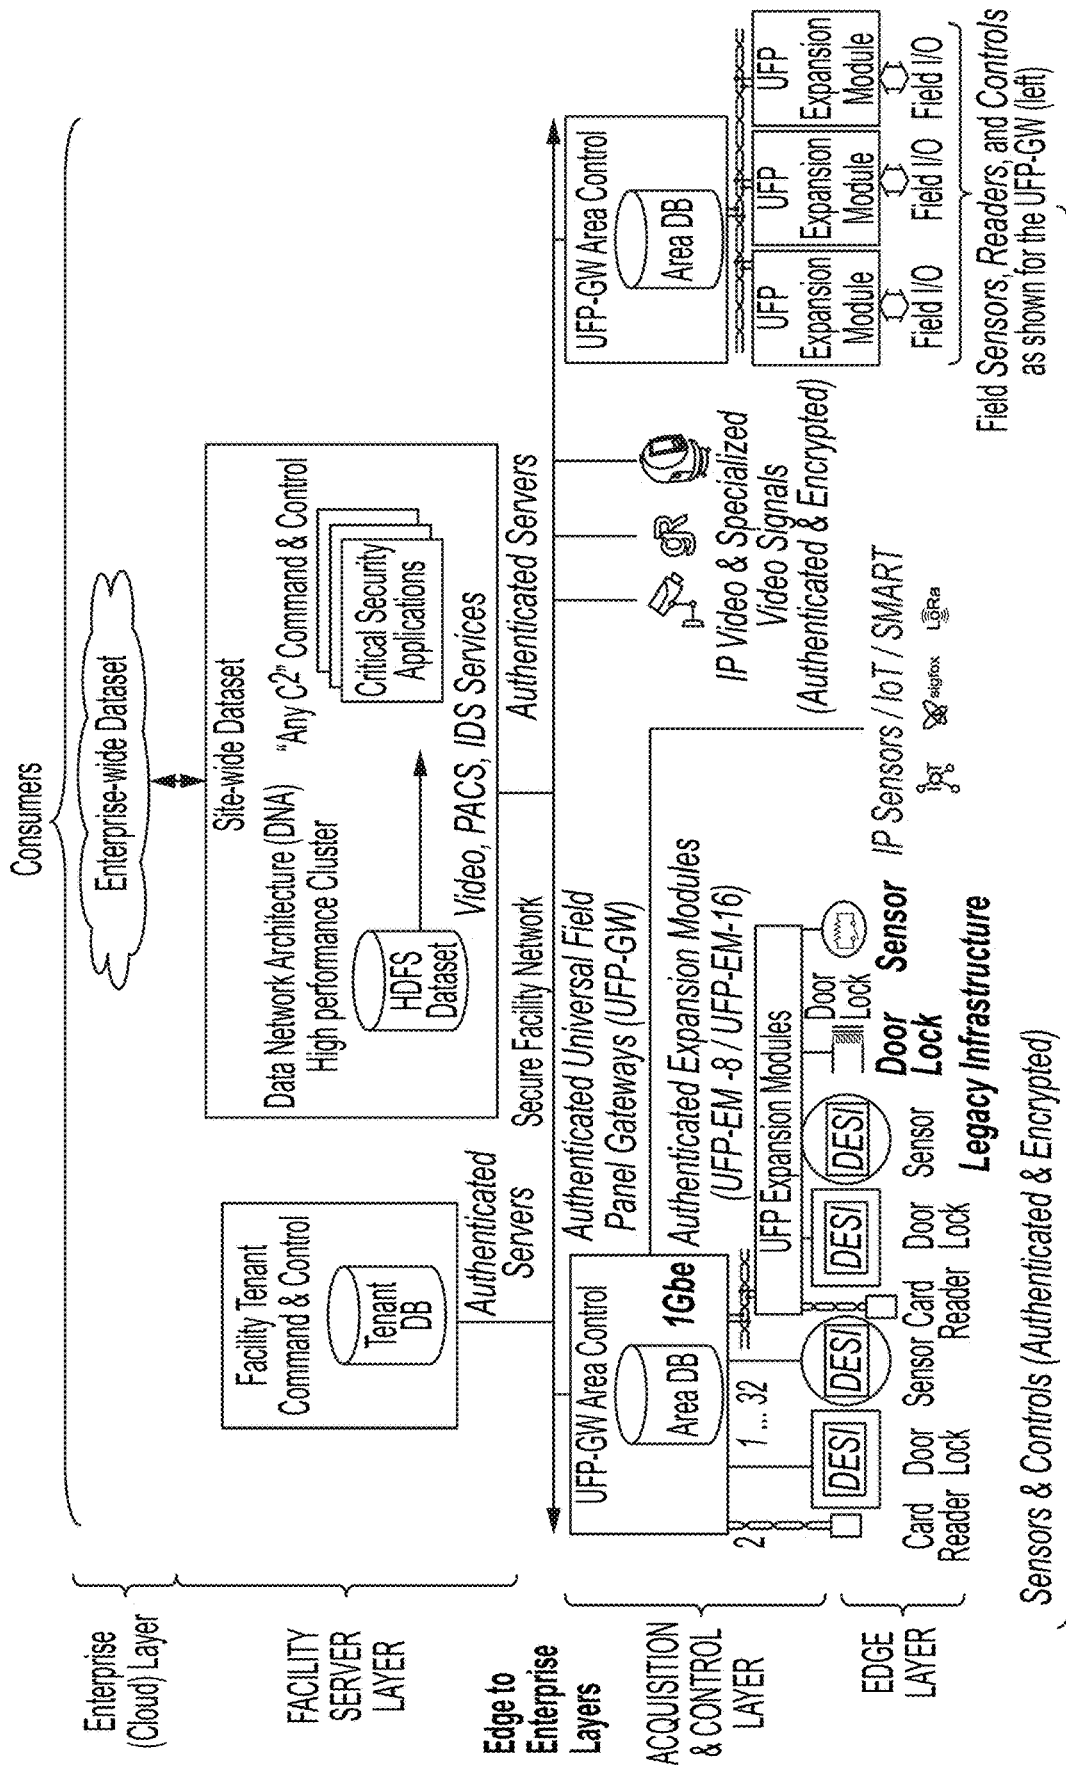 Consumers
Enterprise-wide Dataset
Enterprise
(Cloud) Layer
Site-wide Dataset
Data Network Architecture (DNA)
High performance Cluster
"Any C2" Command & Control
HDFS
Dataset
Critical Security
Applications
Video, PACS, IDS Services
Facility Tenant
Command & Control
Tenant
DB
FACILITY
SERVER
LAYER
Authenticated
Servers
Secure Facility Network
Authenticated Servers
Edge to
Enterprise
Layers
UFP-GW Area Control
Area DB
1Gbe
Authenticated Universal Field
Panel Gateways (UFP-GW)
Authenticated Expansion Modules
(UFP-EM -8 / UFP-EM-16)
UFP Expansion Modules
2
1 ... 32
ACQUISITION
& CONTROL
LAYER
gR
IP Video & Specialized
Video Signals
(Authenticated & Encrypted)
UFP-GW Area Control
Area DB
UFP
Expansion
Module
UFP
Expansion
Module
UFP
Expansion
Module
Field I/O
Field I/O
Field I/O
Field Sensors, Readers, and Controls
as shown for the UFP-GW (left)
EDGE
LAYER
DESI
DESI
DESI
DESI
Door
Lock
Card
Reader
Door
Lock
Sensor
Card
Reader
Door
Lock
Sensor
Door
Lock
Sensor
Legacy Infrastructure
IP Sensors / IoT / SMART
IoT
sigfox
LoRa
Sensors & Controls (Authenticated & Encrypted)